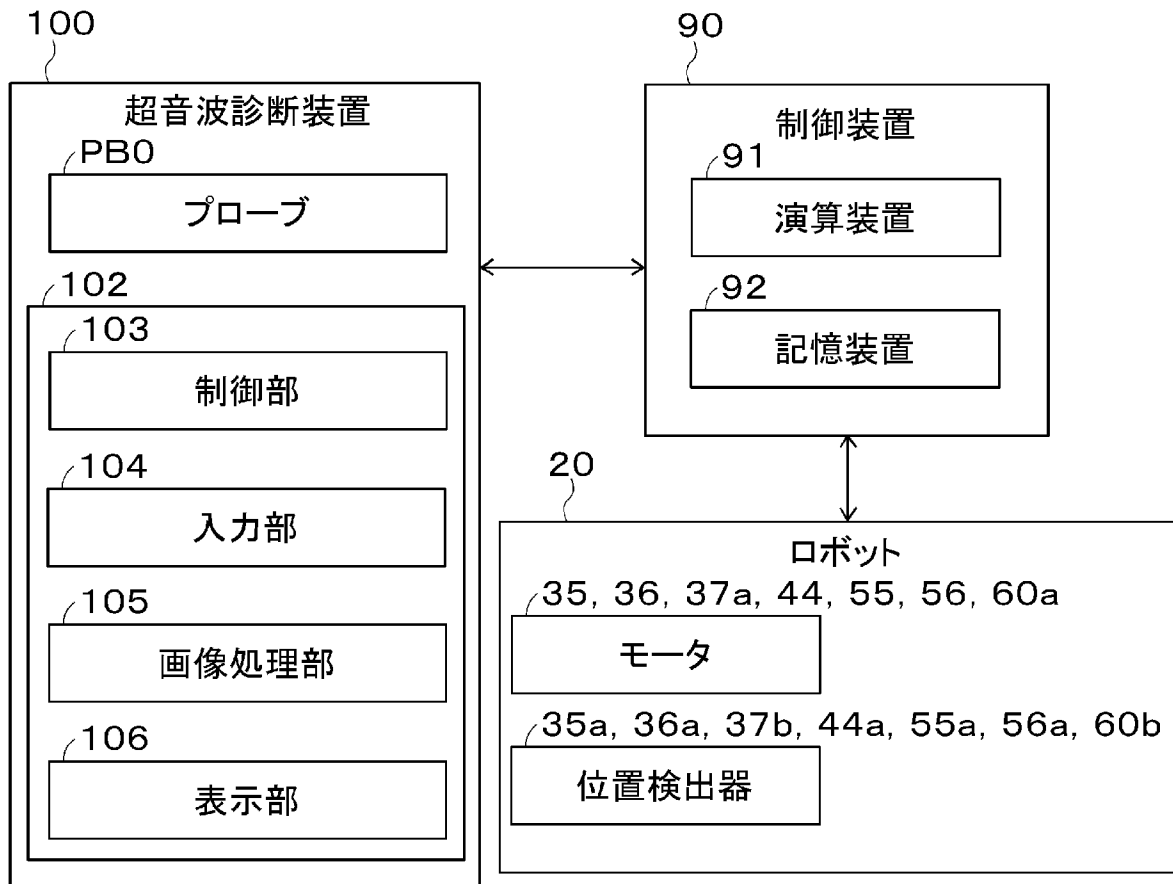 100
超音波診断装置
PB0
プローブ
102
103
制御部
104
入力部
105
画像処理部
106
表示部
90
制御装置
91
演算装置
92
記憶装置
20
ロボット
35, 36, 37a, 44, 55, 56, 60a
モータ
35a, 36a, 37b, 44a, 55a, 56a, 60b
位置検出器